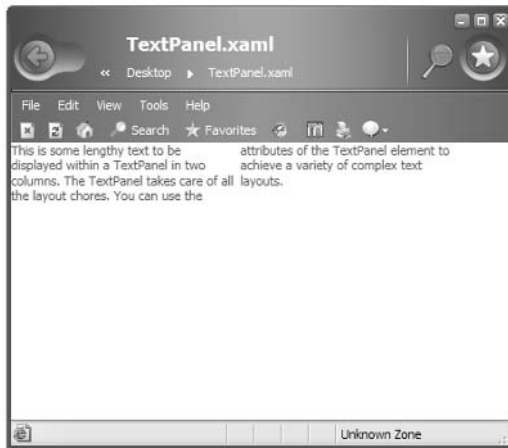 TextPanel.xaml
« Desktop ▸ TextPanel.xaml
File Edit View Tools Help
Search Favorites
This is some lengthy text to be
displayed within a TextPanel in two
columns. The TextPanel takes care of all
the layout chores. You can use the
attributes of the TextPanel element to
achieve a variety of complex text
layouts.
Unknown Zone